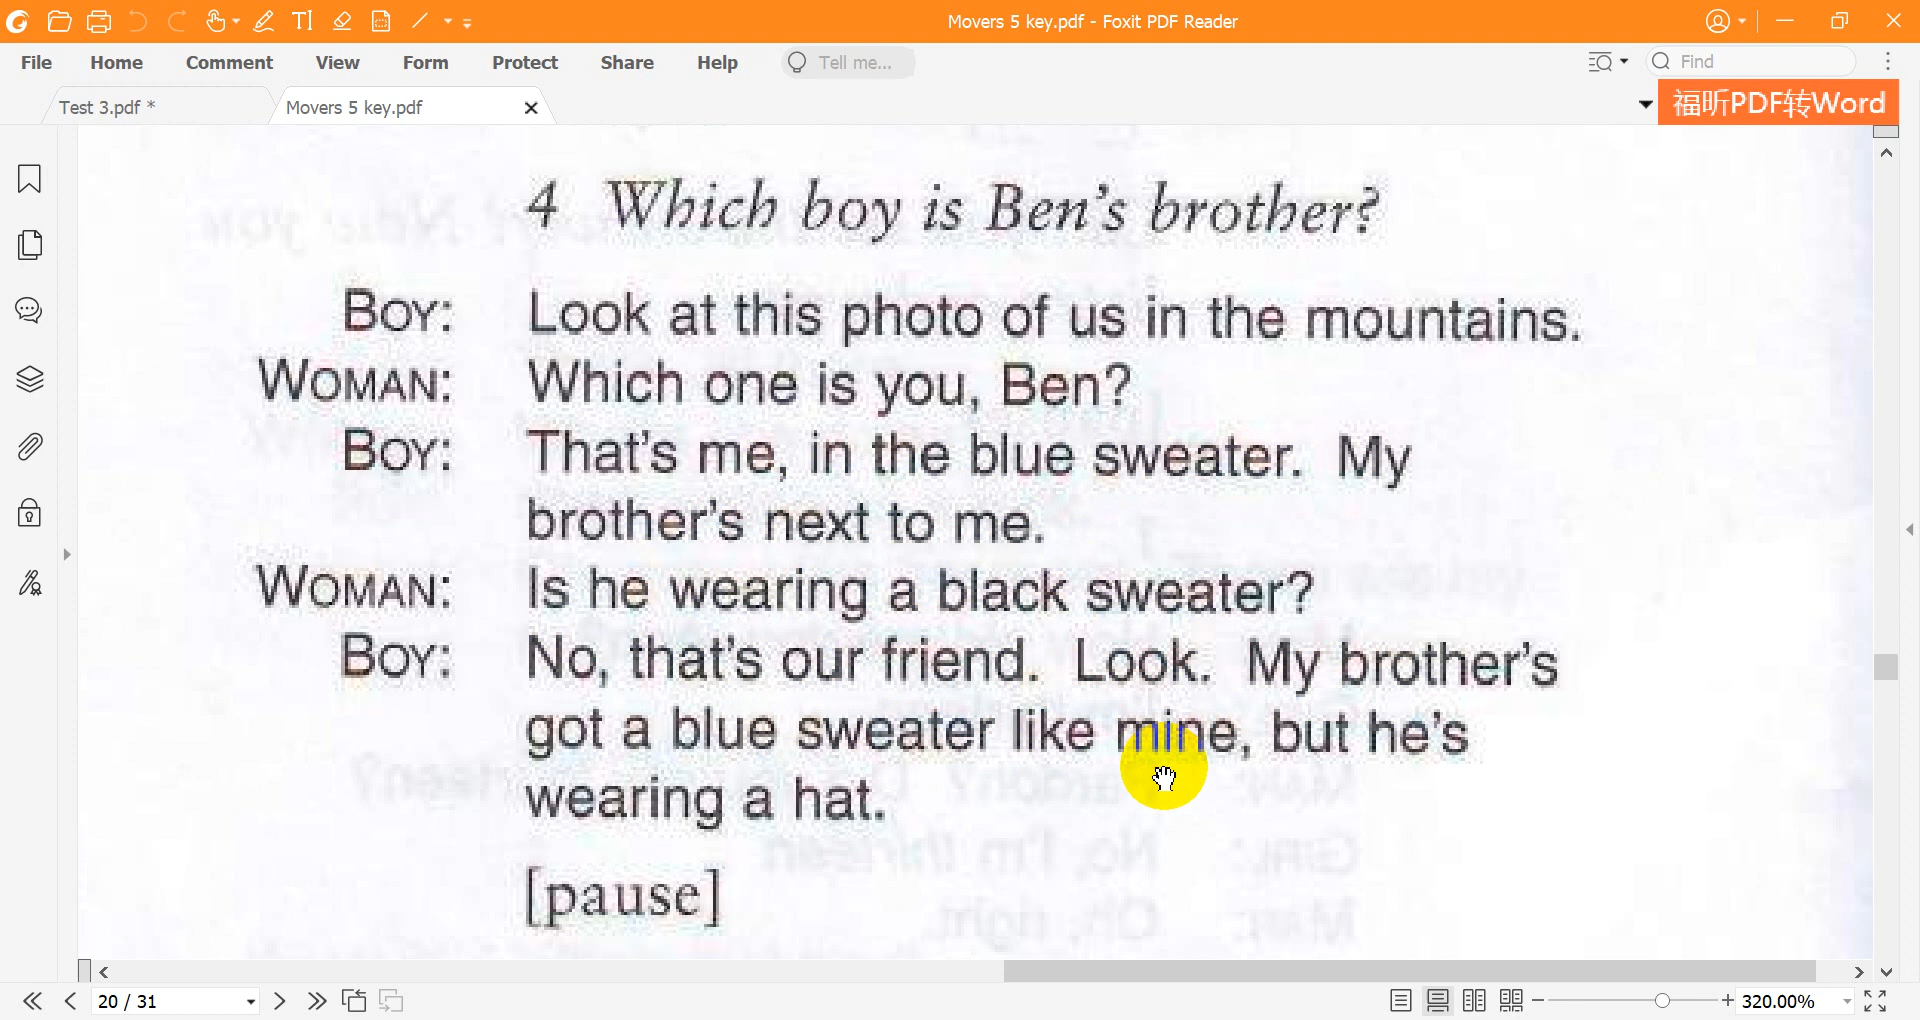 Movers 5 key.pdf - Foxit PDF Reader
File Home Comment View Form Protect Share Help Tell me... Find
Test 3.pdf * Movers 5 key.pdf 福昕PDF转Word
4 Which boy is Ben's brother?
BOY: Look at this photo of us in the mountains.
WOMAN: Which one is you, Ben?
BOY: That's me, in the blue sweater. My
brother's next to me.
WOMAN: Is he wearing a black sweater?
BOY: No, that's our friend. Look. My brother's
got a blue sweater like mine, but he's
wearing a hat.
[pause]
20 / 31 320.00%